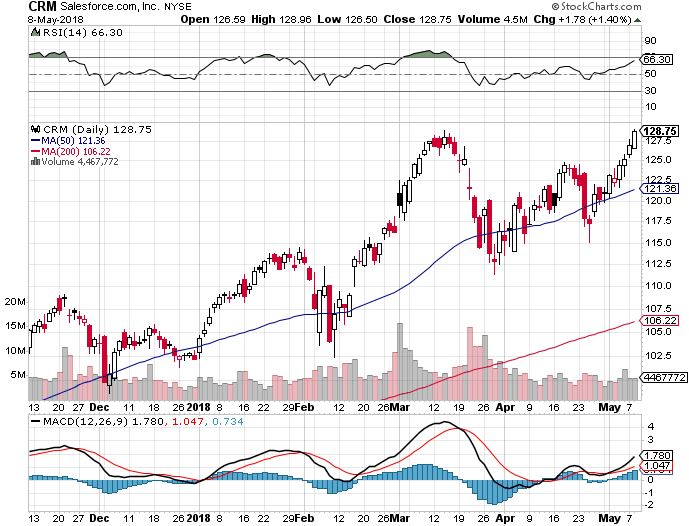 CRM Salesforce.com, Inc. NYSE © StockCharts.com
8-May-2018 Open 126.59 High 128.96 Low 126.50 Close 128.75 Volume 4.5M Chg +1.78 (+1.40%)
RSI(14) 66.30
90
70
66.30
50
30
10
CRM (Daily) 128.75
MA(50) 121.36
MA(200) 106.22
Volume 4,467,772
128.75
127.5
125.0
122.5
121.36
120.0
117.5
115.0
112.5
110.0
107.5
106.22
105.0
102.5
20M
15M
10M
5M
4467772
13 20 27 Dec 11 18 26 2018 8 16 22 29 Feb 12 20 26 Mar 12 19 26 Apr 9 16 23 May 7
MACD(12,26,9) 1.780, 1.047, 0.734
4
3
2
1.780
1.047
0
-1
-2
13 20 27 Dec 11 18 26 2018 8 16 22 29 Feb 12 20 26 Mar 12 19 26 Apr 9 16 23 May 7